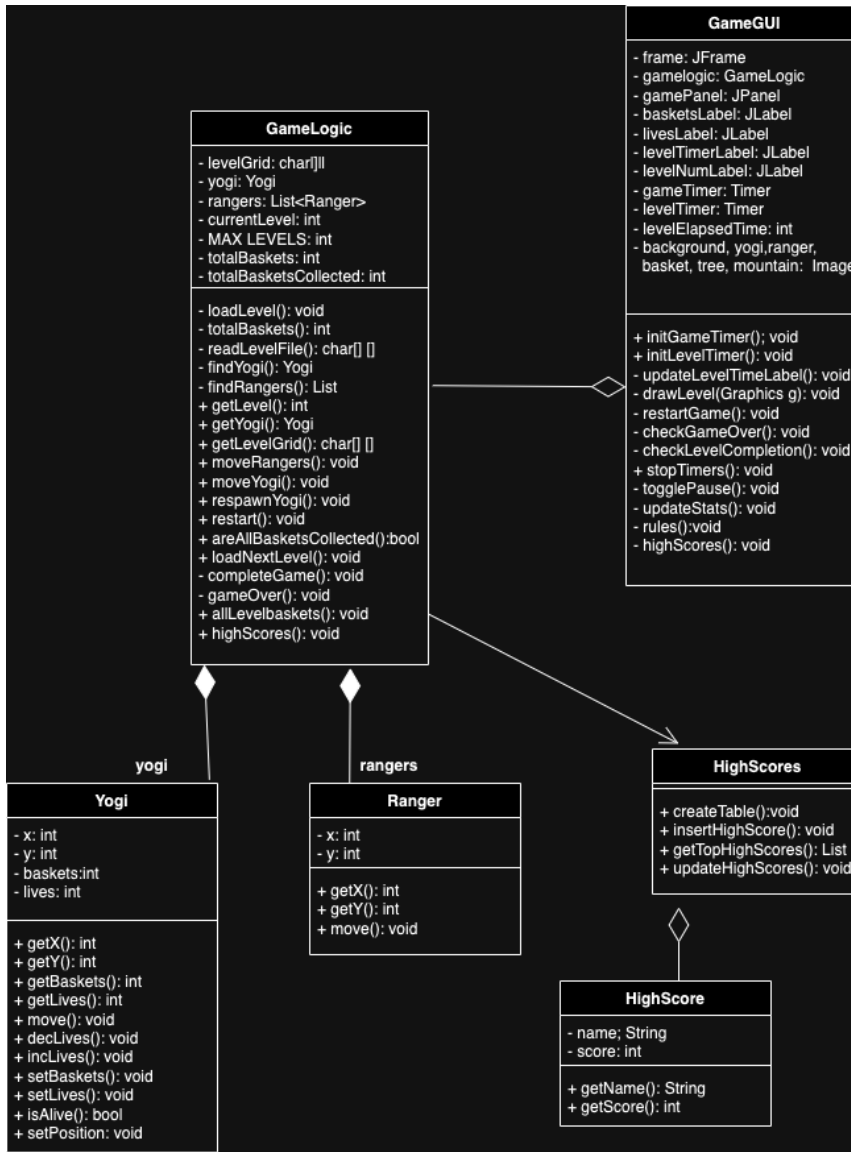 GameGUI
- frame: JFrame
- gamelogic: GameLogic
- gamePanel: JPanel
- basketsLabel: JLabel
- livesLabel: JLabel
- levelTimerLabel: JLabel
- levelNumLabel: JLabel
- gameTimer: Timer
- levelTimer: Timer
- levelElapsedTime: int
- background, yogi,ranger,
basket, tree, mountain: Image
+ initGameTimer(); void
+ initLevelTimer(): void
- updateLevelTimeLabel(): void
- drawLevel(Graphics g): void
- restartGame(): void
- checkGameOver(): void
- checkLevelCompletion(): void
+ stopTimers(): void
- togglePause(): void
- updateStats(): void
- rules():void
- highScores(): void
GameLogic
- levelGrid: char[][]
- yogi: Yogi
- rangers: List<Ranger>
- currentLevel: int
- MAX LEVELS: int
- totalBaskets: int
- totalBasketsCollected: int
- loadLevel(): void
- totalBaskets(): int
- readLevelFile(): char[] []
- findYogi(): Yogi
- findRangers(): List
+ getLevel(): int
+ getYogi(): Yogi
+ getLevelGrid(): char[] []
+ moveRangers(): void
+ moveYogi(): void
+ respawnYogi(): void
+ restart(): void
+ areAllBasketsCollected():bool
+ loadNextLevel(): void
- completeGame(): void
- gameOver(): void
+ allLevelbaskets(): void
+ highScores(): void
yogi
rangers
Yogi
- x: int
- y: int
- baskets:int
- lives: int
+ getX(): int
+ getY(): int
+ getBaskets(): int
+ getLives(): int
+ move(): void
+ decLives(): void
+ incLives(): void
+ setBaskets(): void
+ setLives(): void
+ isAlive(): bool
+ setPosition: void
Ranger
- x: int
- y: int
+ getX(): int
+ getY(): int
+ move(): void
HighScores
+ createTable():void
+ insertHighScore(): void
+ getTopHighScores(): List
+ updateHighScores(): void
HighScore
- name; String
- score: int
+ getName(): String
+ getScore(): int